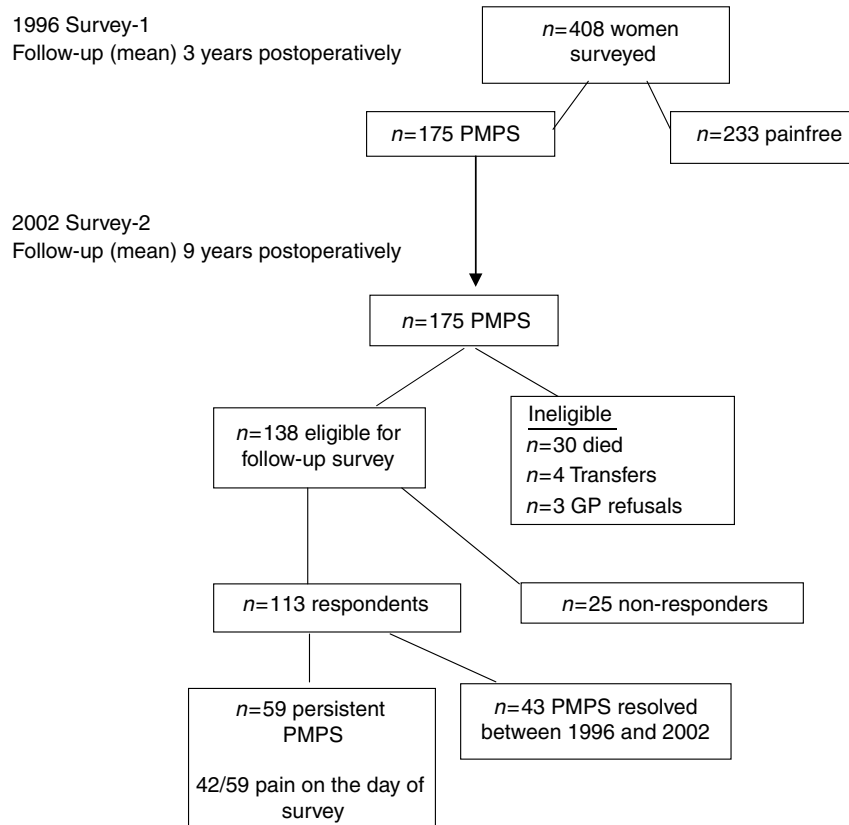 1996 Survey-1
Follow-up (mean) 3 years postoperatively
n=408 women
surveyed
n=175 PMPS
n=233 painfree
2002 Survey-2
Follow-up (mean) 9 years postoperatively
n=175 PMPS
n=138 eligible for
follow-up survey
Ineligible
n=30 died
n=4 Transfers
n=3 GP refusals
n=113 respondents
n=25 non-responders
n=59 persistent
PMPS
42/59 pain on the day of
survey
n=43 PMPS resolved
between 1996 and 2002